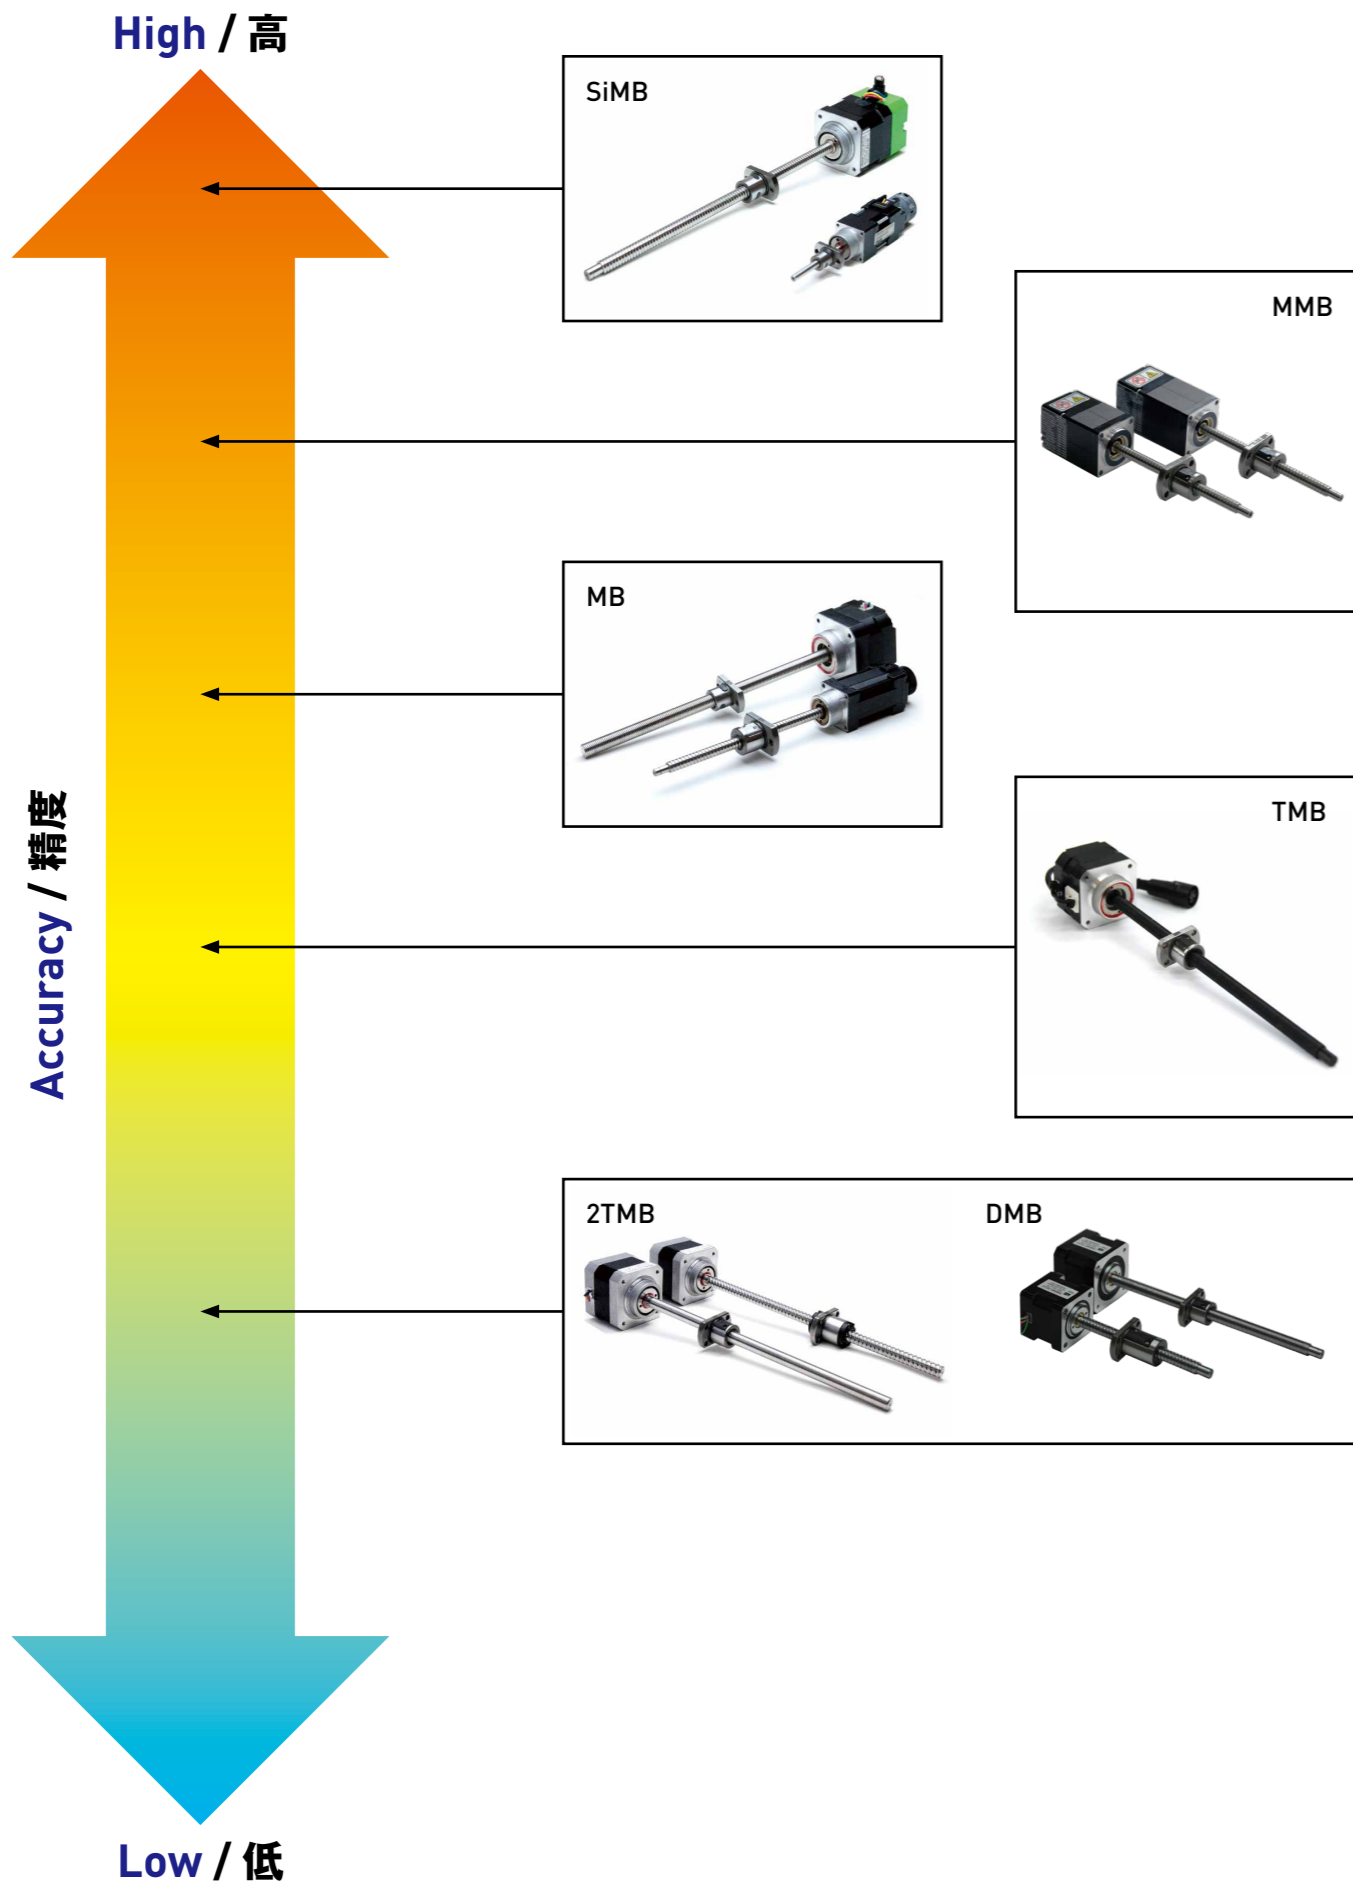 High / 高
SiMB
MMB
MB
TMB
Accuracy / 精度
2TMB
DMB
Low / 低